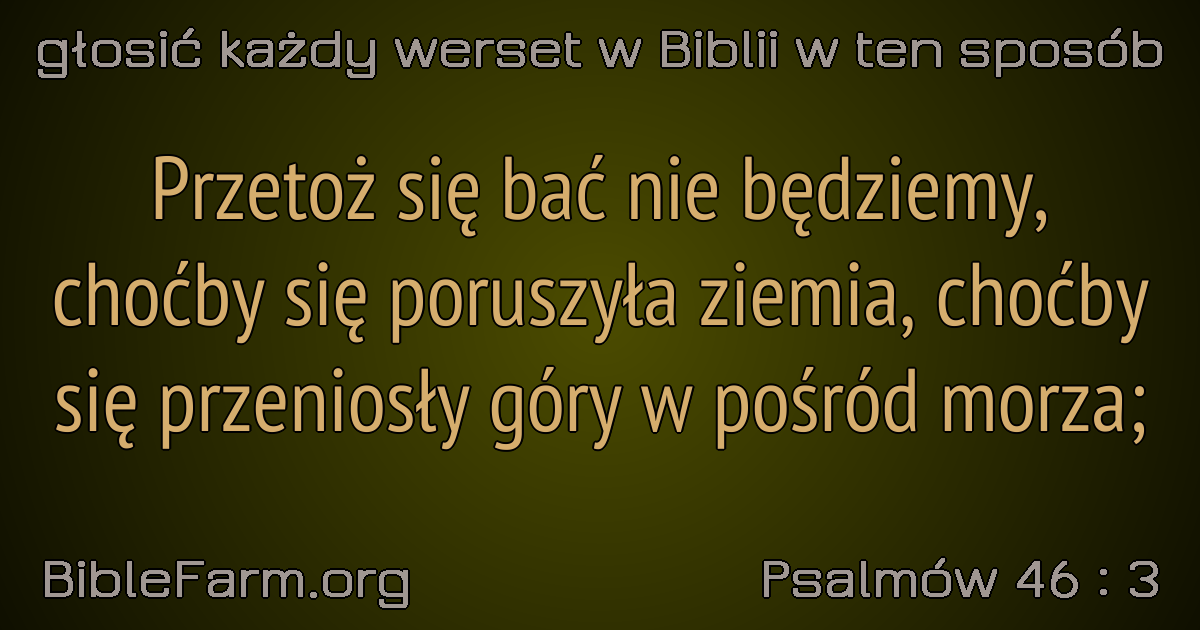 głosić każdy werset w Biblii w ten sposób
Przetoż się bać nie będziemy,
choćby się poruszyła ziemia, choćby
się przeniosły góry w pośród morza;
BibleFarm.org
Psalmów 46 : 3